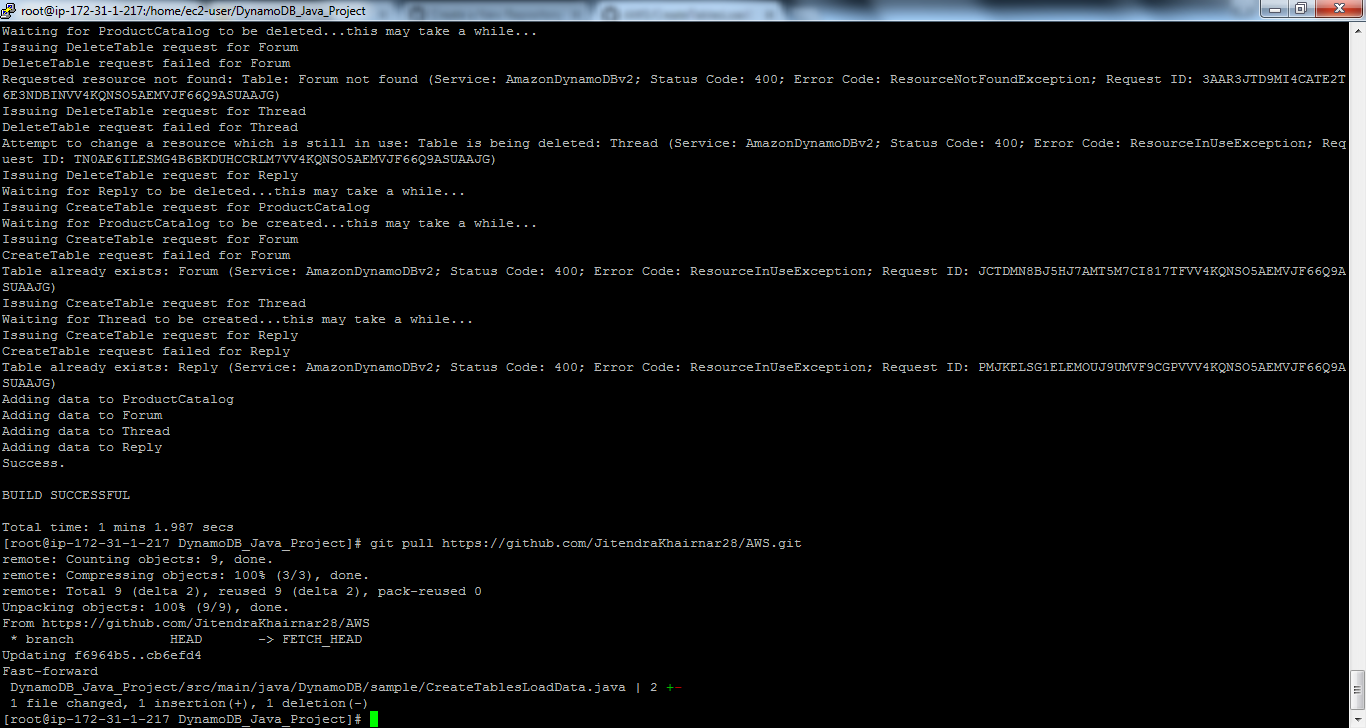 root@ip-172-31-1-217:/home/ec2-user/DynamoDB_Java_Project
Waiting for ProductCatalog to be deleted...this may take a while...
Issuing DeleteTable request for Forum
DeleteTable request failed for Forum
Requested resource not found: Table: Forum not found (Service: AmazonDynamoDBv2; Status Code: 400; Error Code: ResourceNotFoundException; Request ID: 3AAR3JTD9MI4CATE2T
6E3NDBINVV4KQNSO5AEMVJF66Q9ASUAAJG)
Issuing DeleteTable request for Thread
DeleteTable request failed for Thread
Attempt to change a resource which is still in use: Table is being deleted: Thread (Service: AmazonDynamoDBv2; Status Code: 400; Error Code: ResourceInUseException; Req
uest ID: TN0AE6ILESMG4B6BKDUHCCRLM7VV4KQNSO5AEMVJF66Q9ASUAAJG)
Issuing DeleteTable request for Reply
Waiting for Reply to be deleted...this may take a while...
Issuing CreateTable request for ProductCatalog
Waiting for ProductCatalog to be created...this may take a while...
Issuing CreateTable request for Forum
CreateTable request failed for Forum
Table already exists: Forum (Service: AmazonDynamoDBv2; Status Code: 400; Error Code: ResourceInUseException; Request ID: JCTDMN8BJ5HJ7AMT5M7CI817TFVV4KQNSO5AEMVJF66Q9A
SUAAJG)
Issuing CreateTable request for Thread
Waiting for Thread to be created...this may take a while...
Issuing CreateTable request for Reply
CreateTable request failed for Reply
Table already exists: Reply (Service: AmazonDynamoDBv2; Status Code: 400; Error Code: ResourceInUseException; Request ID: PMJKELSG1ELEMOUJ9UMVF9CGPVVV4KQNSO5AEMVJF66Q9A
SUAAJG)
Adding data to ProductCatalog
Adding data to Forum
Adding data to Thread
Adding data to Reply
Success.
BUILD SUCCESSFUL
Total time: 1 mins 1.987 secs
[root@ip-172-31-1-217 DynamoDB_Java_Project]# git pull https://github.com/JitendraKhairnar28/AWS.git
remote: Counting objects: 9, done.
remote: Compressing objects: 100% (3/3), done.
remote: Total 9 (delta 2), reused 9 (delta 2), pack-reused 0
Unpacking objects: 100% (9/9), done.
From https://github.com/JitendraKhairnar28/AWS
 * branch            HEAD       -> FETCH_HEAD
Updating f6964b5..cb6efd4
Fast-forward
 DynamoDB_Java_Project/src/main/java/DynamoDB/sample/CreateTablesLoadData.java | 2 +-
 1 file changed, 1 insertion(+), 1 deletion(-)
[root@ip-172-31-1-217 DynamoDB_Java_Project]#